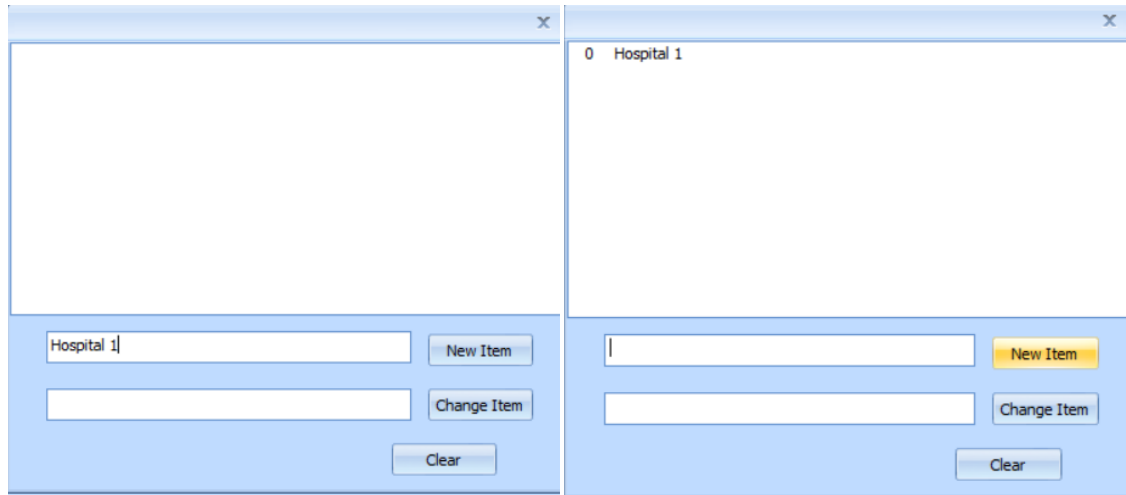 x
Hospital 1
New Item
Change Item
Clear
x
0 Hospital 1
New Item
Change Item
Clear